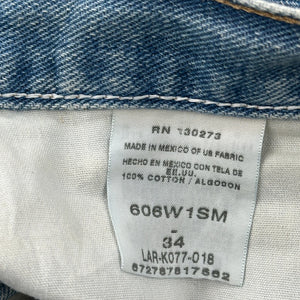 RN 130273
MADE IN MEXICO OF US FABRIC
HECHO EN MEXICO CON TELA DE
EE.UU.
100% COTTON / ALGODON
606W1SM
-
34
LAR-K077-018
672787817662